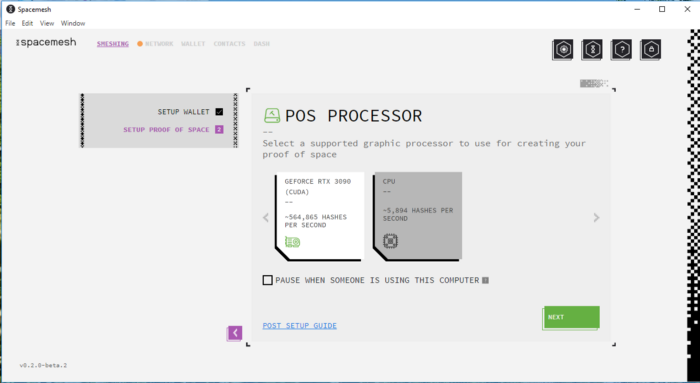 Spacemesh
File Edit View Window
spacemesh
SMESHING NETWORK WALLET CONTACTS DASH
SETUP WALLET
SETUP PROOF OF SPACE 2
POS PROCESSOR
--
Select a supported graphic processor to use for creating your
proof of space
GEFORCE RTX 3090
(CUDA)
--
~564,865 HASHES
PER SECOND
CPU
--
~5,894 HASHES PER
SECOND
PAUSE WHEN SOMEONE IS USING THIS COMPUTER
POST SETUP GUIDE
NEXT
v0.2.0-beta.2